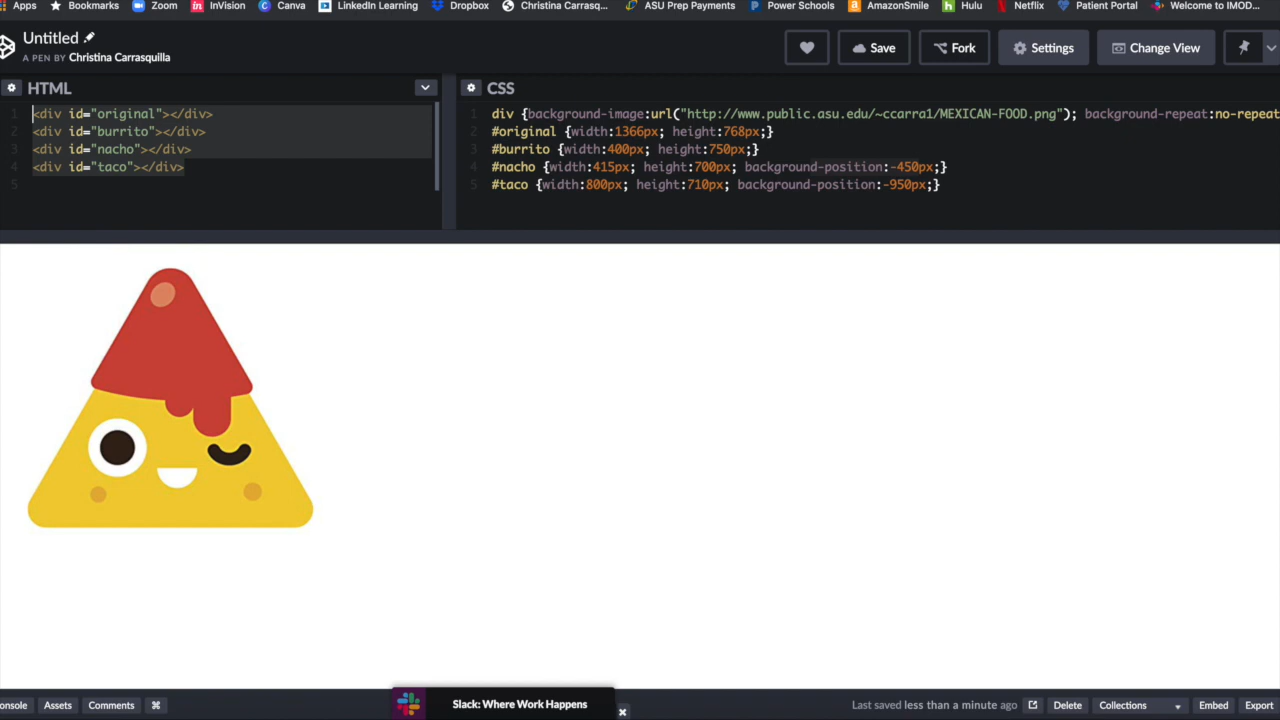 Apps Bookmarks Zoom InVision Canva LinkedIn Learning Dropbox Christina Carrasq... ASU Prep Payments Power Schools AmazonSmile Hulu Netflix Patient Portal Welcome to IMOD...
Untitled
A PEN BY Christina Carrasquilla
Save Fork Settings Change View
HTML
1 <div id="original"></div>
2 <div id="burrito"></div>
3 <div id="nacho"></div>
4 <div id="taco"></div>
5
CSS
1 div {background-image:url("http://www.public.asu.edu/~ccarra1/MEXICAN-FOOD.png"); background-repeat:no-repeat
2 #original {width:1366px; height:768px;}
3 #burrito {width:400px; height:750px;}
4 #nacho {width:415px; height:700px; background-position:-450px;}
5 #taco {width:800px; height:710px; background-position:-950px;}
onsole Assets Comments ⌘ Slack: Where Work Happens Last saved less than a minute ago Delete Collections Embed Export